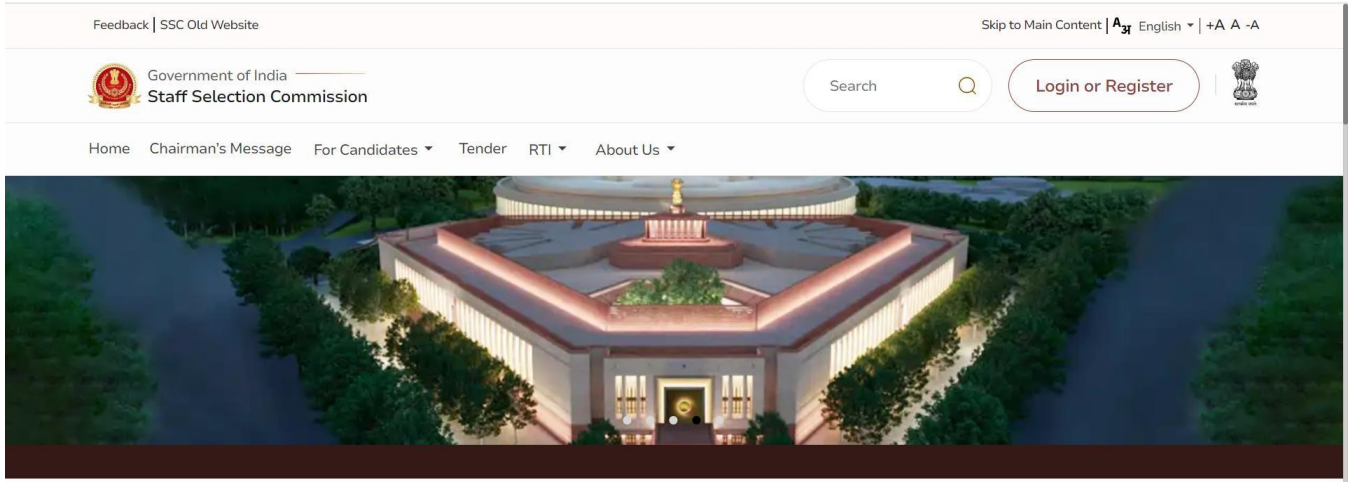 Feedback | SSC Old Website
Skip to Main Content | Aअ English | +A A -A
Government of India
Staff Selection Commission
Search
Login or Register
Home Chairman's Message For Candidates Tender RTI About Us